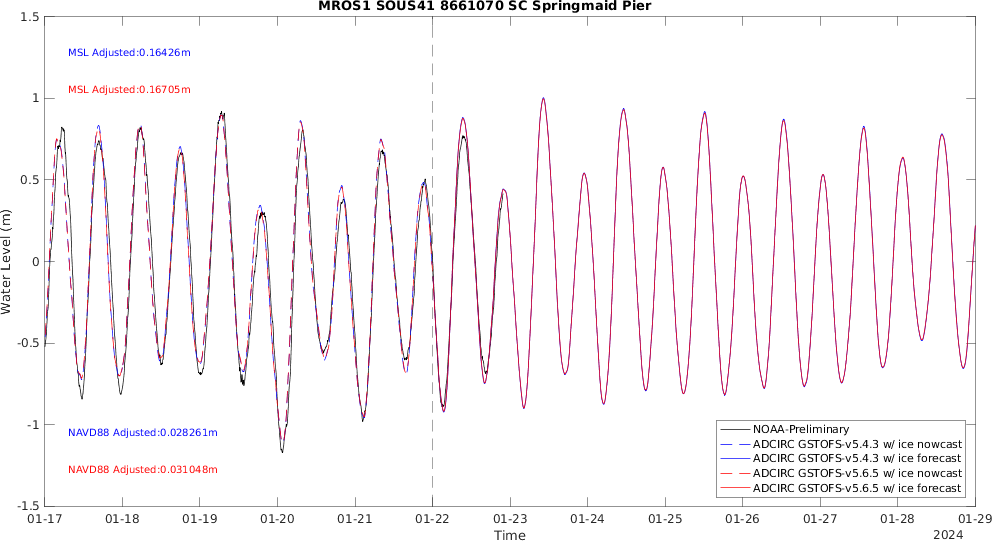 MROS1 SOUS41 8661070 SC Springmaid Pier
1.5
MSL Adjusted:0.16426m
MSL Adjusted:0.16705m
1
0.5
Water Level (m)
0
-0.5
-1
NAVD88 Adjusted:0.028261m
NAVD88 Adjusted:0.031048m
-1.5
NOAA-Preliminary
ADCIRC GSTOFS-v5.4.3 w/ ice nowcast
ADCIRC GSTOFS-v5.4.3 w/ ice forecast
ADCIRC GSTOFS-v5.6.5 w/ ice nowcast
ADCIRC GSTOFS-v5.6.5 w/ ice forecast
01-17 01-18 01-19 01-20 01-21 01-22 01-23 01-24 01-25 01-26 01-27 01-28 01-29
Time
2024